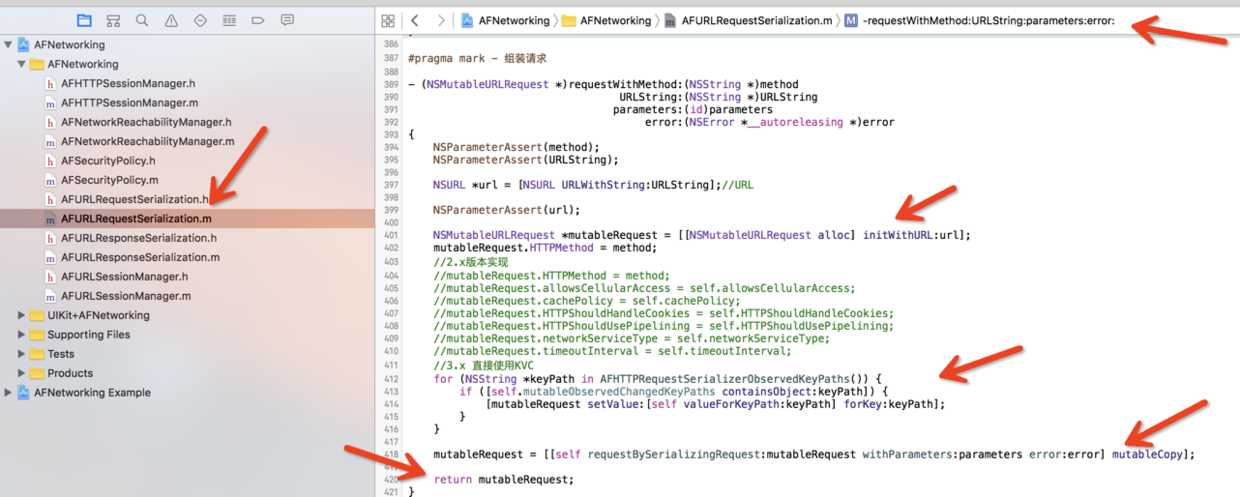 AFNetworking
AFNetworking
AFHTTPSessionManager.h
AFHTTPSessionManager.m
AFNetworkReachabilityManager.h
AFNetworkReachabilityManager.m
AFSecurityPolicy.h
AFSecurityPolicy.m
AFURLRequestSerialization.h
AFURLRequestSerialization.m
AFURLResponseSerialization.h
AFURLResponseSerialization.m
AFURLSessionManager.h
AFURLSessionManager.m
UIKit+AFNetworking
Supporting Files
Tests
Products
AFNetworking Example
AFNetworking AFNetworking AFURLRequestSerialization.m M -requestWithMethod:URLString:parameters:error:
386 }
387 #pragma mark - 组装请求
388
389 - (NSMutableURLRequest *)requestWithMethod:(NSString *)method
390 URLString:(NSString *)URLString
391 parameters:(id)parameters
392 error:(NSError *__autoreleasing *)error
393 {
394 NSParameterAssert(method);
395 NSParameterAssert(URLString);
396
397 NSURL *url = [NSURL URLWithString:URLString];//URL
398
399 NSParameterAssert(url);
400
401 NSMutableURLRequest *mutableRequest = [[NSMutableURLRequest alloc] initWithURL:url];
402 mutableRequest.HTTPMethod = method;
403 //2.x版本实现
404 //mutableRequest.HTTPMethod = method;
405 //mutableRequest.allowsCellularAccess = self.allowsCellularAccess;
406 //mutableRequest.cachePolicy = self.cachePolicy;
407 //mutableRequest.HTTPShouldHandleCookies = self.HTTPShouldHandleCookies;
408 //mutableRequest.HTTPShouldUsePipelining = self.HTTPShouldUsePipelining;
409 //mutableRequest.networkServiceType = self.networkServiceType;
410 //mutableRequest.timeoutInterval = self.timeoutInterval;
411 //3.x 直接使用KVC
412 for (NSString *keyPath in AFHTTPRequestSerializerObservedKeyPaths()) {
413 if ([self.mutableObservedChangedKeyPaths containsObject:keyPath]) {
414 [mutableRequest setValue:[self valueForKeyPath:keyPath] forKey:keyPath];
415 }
416 }
417
418 mutableRequest = [[self requestBySerializingRequest:mutableRequest withParameters:parameters error:error] mutableCopy];
419
420 return mutableRequest;
421 }